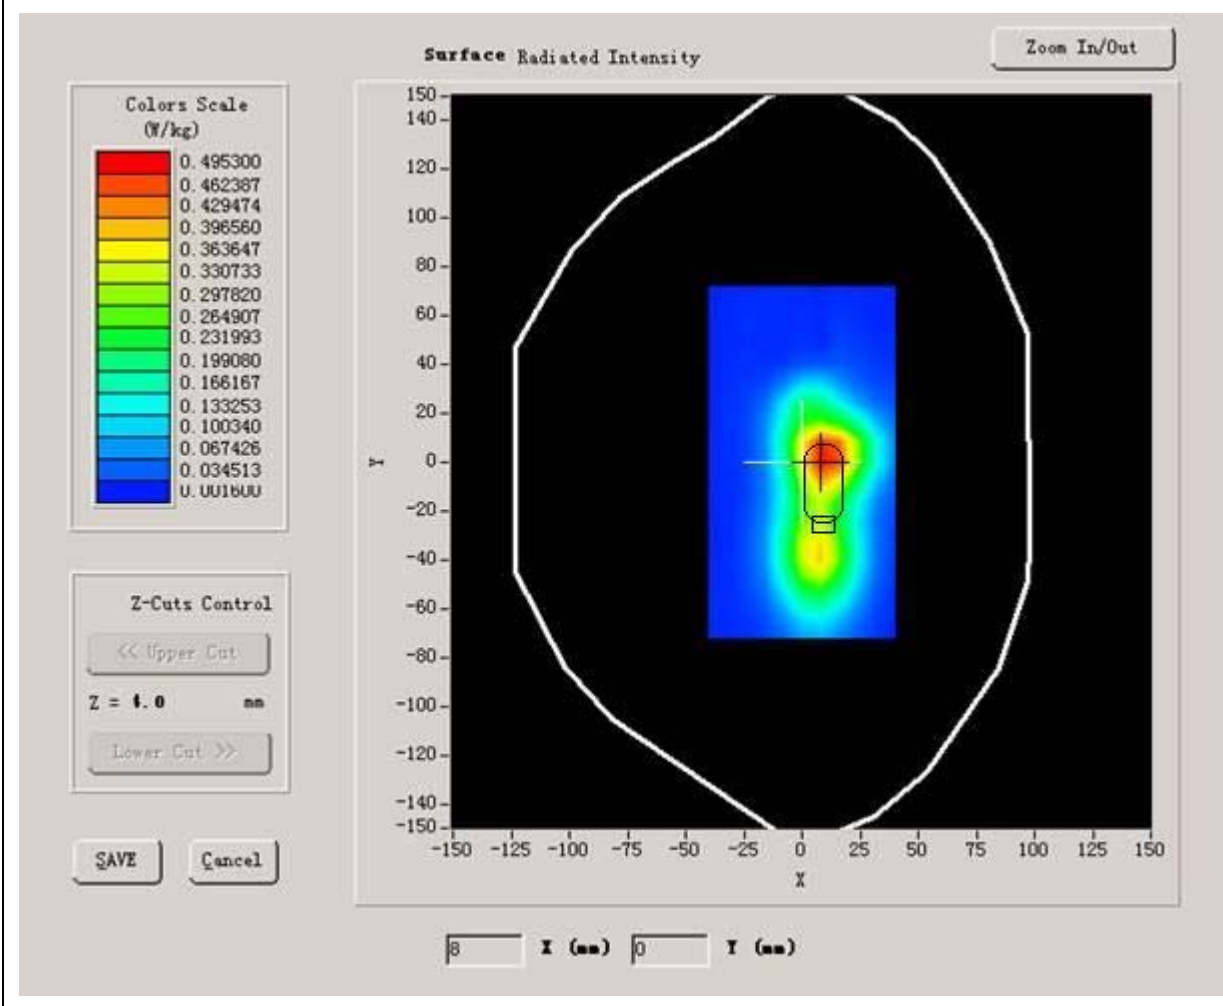 Surface Radiated Intensity
Zoom In/Out
Colors Scale
(W/kg)
0.495300
0.462387
0.429474
0.396560
0.363647
0.330733
0.297820
0.264907
0.231993
0.199080
0.166167
0.133253
0.100340
0.067426
0.034513
0.001600
150
140
120
100
80
60
40
20
0
-20
-40
-60
-80
-100
-120
-140
-150
Y
-150 -125 -100 -75 -50 -25 0 25 50 75 100 125 150
X
Z-Cuts Control
<< Upper Cut
Z = mm
Lower Cut >>
SAVE Cancel
8 X (mm) 0 Y (mm)